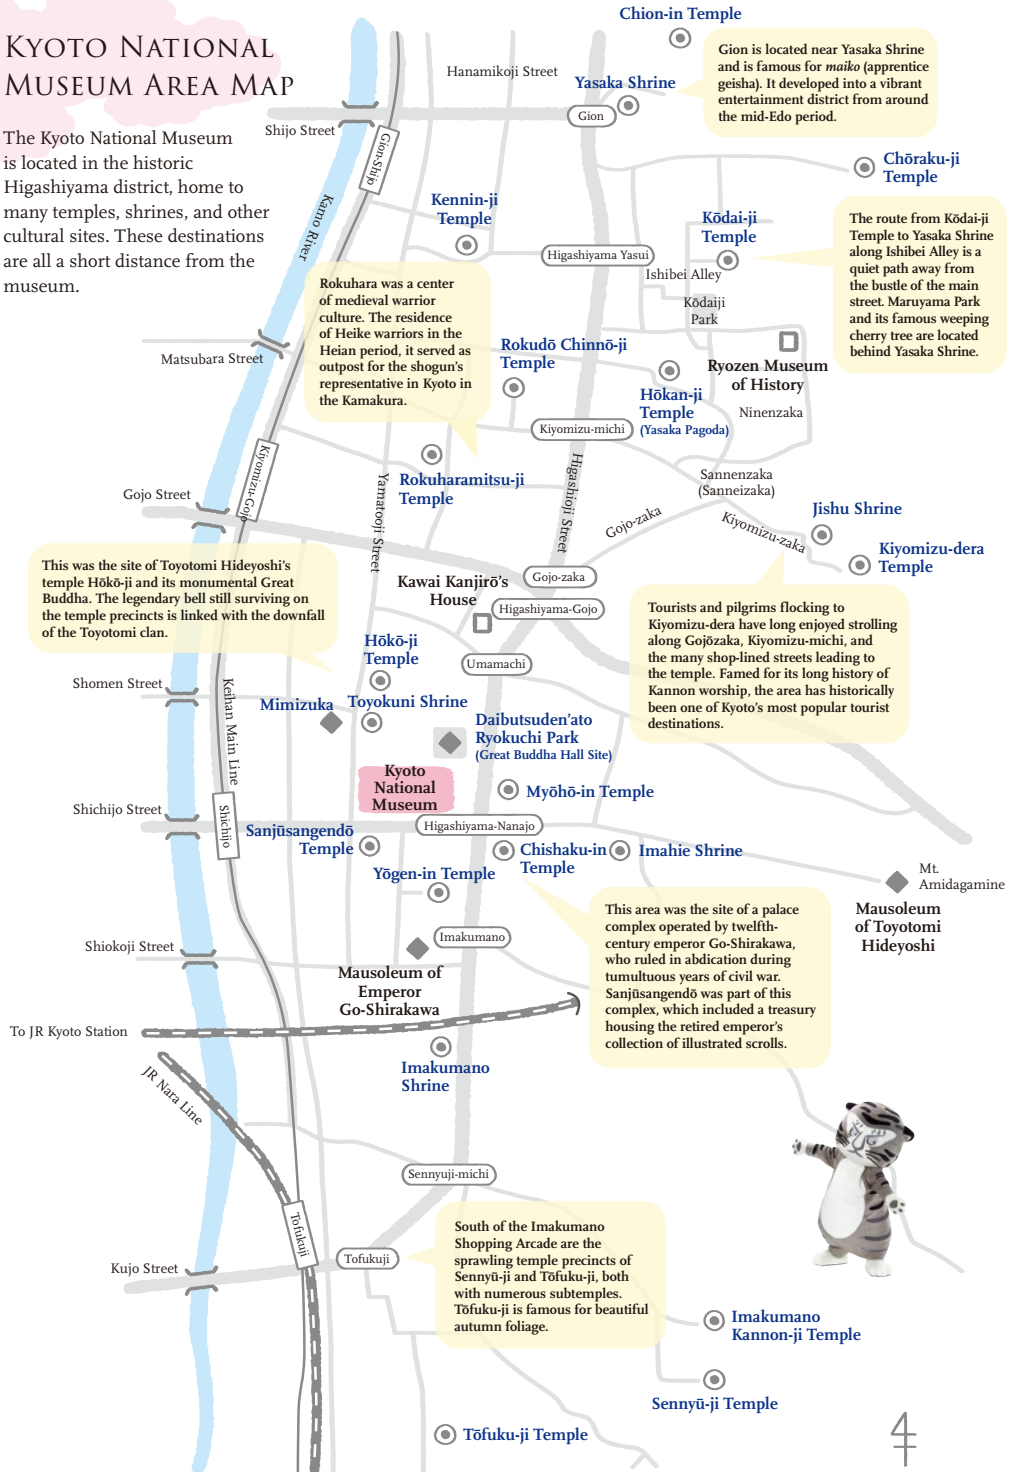 KYOTO NATIONAL
MUSEUM AREA MAP
The Kyoto National Museum
is located in the historic
Higashiyama district, home to
many temples, shrines, and other
cultural sites. These destinations
are all a short distance from the
museum.
Chion-in Temple
Gion is located near Yasaka Shrine
and is famous for maiko (apprentice
geisha). It developed into a vibrant
entertainment district from around
the mid-Edo period.
Hanamikoji Street
Yasaka Shrine
Gion
Shijo Street
Gion-Shijo
Chōraku-ji
Temple
Kamo River
Kennin-ji
Temple
Kōdai-ji
Temple
The route from Kōdai-ji
Temple to Yasaka Shrine
along Ishibei Alley is a
quiet path away from
the bustle of the main
street. Maruyama Park
and its famous weeping
cherry tree are located
behind Yasaka Shrine.
Higashiyama Yasui
Ishibei Alley
Kōdaiji
Park
Rokuhara was a center
of medieval warrior
culture. The residence
of Heike warriors in the
Heian period, it served as
outpost for the shogun's
representative in Kyoto in
the Kamakura.
Matsubara Street
Rokudō Chinnō-ji
Temple
Ryozen Museum
of History
Hōkan-ji
Temple
(Yasaka Pagoda)
Ninenzaka
Kiyomizu-michi
Kiyomizu-Gojo
Rokuharamitsu-ji
Temple
Yamatooji Street
Higashioji Street
Sannenzaka
(Sanneizaka)
Gojo Street
Gojo-zaka
Kiyomizu-zaka
Jishu Shrine
Kiyomizu-dera
Temple
This was the site of Toyotomi Hideyoshi's
temple Hōkō-ji and its monumental Great
Buddha. The legendary bell still surviving on
the temple precincts is linked with the downfall
of the Toyotomi clan.
Kawai Kanjirō's
House
Gojo-zaka
Higashiyama-Gojo
Tourists and pilgrims flocking to
Kiyomizu-dera have long enjoyed strolling
along Gojōzaka, Kiyomizu-michi, and
the many shop-lined streets leading to
the temple. Famed for its long history of
Kannon worship, the area has historically
been one of Kyoto's most popular tourist
destinations.
Hōkō-ji
Temple
Umamachi
Shomen Street
Keihan Main Line
Mimizuka
Toyokuni Shrine
Daibutsuden'ato
Ryokuchi Park
(Great Buddha Hall Site)
Kyoto
National
Museum
Myōhō-in Temple
Shichijo Street
Shichijo
Higashiyama-Nanajo
Sanjūsangendō
Temple
Chishaku-in
Temple
Imahie Shrine
Yōgen-in Temple
Mt.
Amidagamine
Mausoleum
of Toyotomi
Hideyoshi
This area was the site of a palace
complex operated by twelfth-
century emperor Go-Shirakawa,
who ruled in abdication during
tumultuous years of civil war.
Sanjūsangendō was part of this
complex, which included a treasury
housing the retired emperor's
collection of illustrated scrolls.
Shiokoji Street
Imakumano
Mausoleum of
Emperor
Go-Shirakawa
To JR Kyoto Station
Imakumano
Shrine
JR Nara Line
Sennyuji-michi
Tofukuji
Tofukuji
South of the Imakumano
Shopping Arcade are the
sprawling temple precincts of
Sennyū-ji and Tōfuku-ji, both
with numerous subtemples.
Tōfuku-ji is famous for beautiful
autumn foliage.
Kujo Street
Imakumano
Kannon-ji Temple
Sennyū-ji Temple
Tōfuku-ji Temple